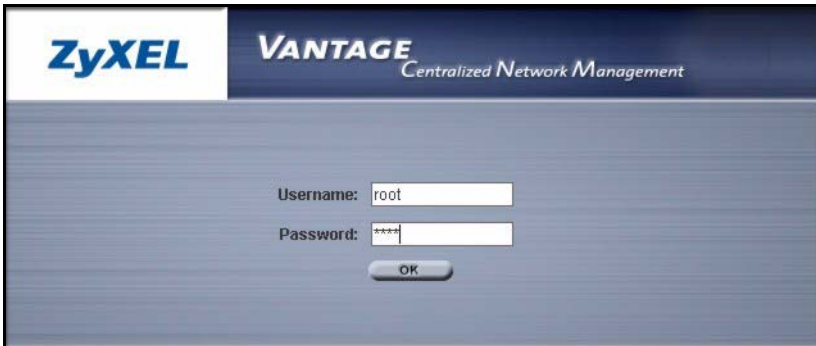 ZyXEL
VANTAGE
Centralized Network Management
Username: root
Password: ****
OK